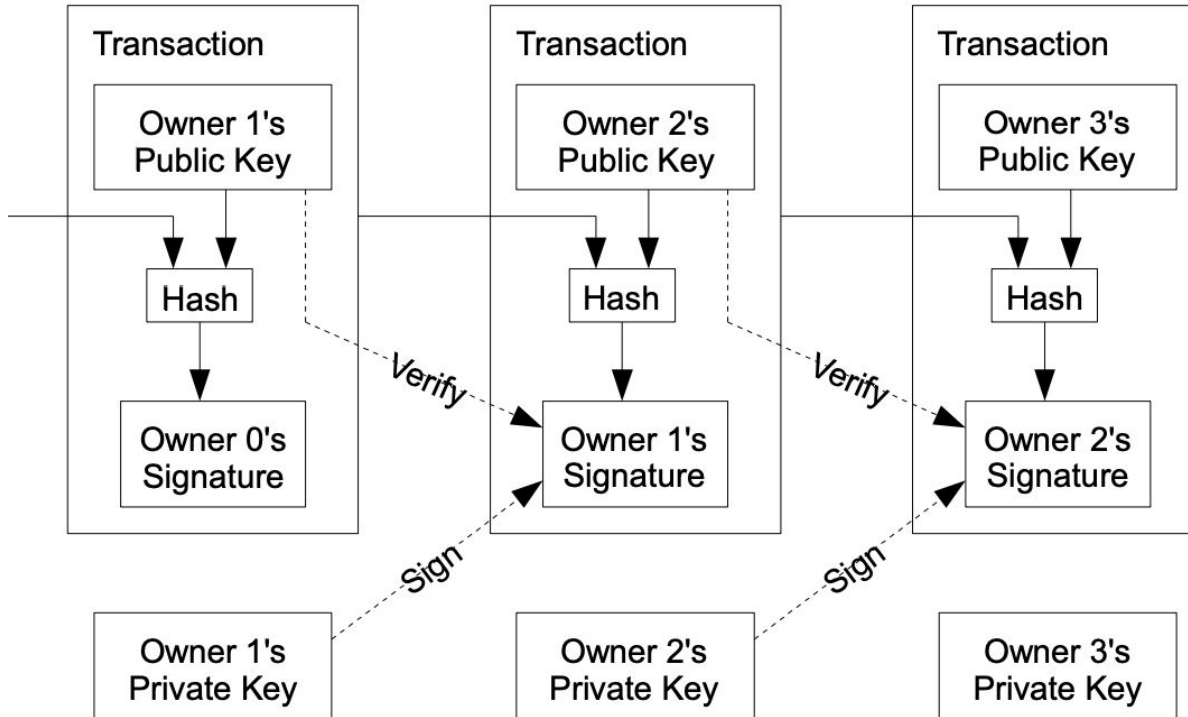 Transaction
Transaction
Transaction
Owner 1's
Public Key
Owner 2's
Public Key
Owner 3's
Public Key
Hash
Hash
Hash
Verify
Verify
Owner 0's
Signature
Owner 1's
Signature
Owner 2's
Signature
Sign
Sign
Owner 1's
Private Key
Owner 2's
Private Key
Owner 3's
Private Key